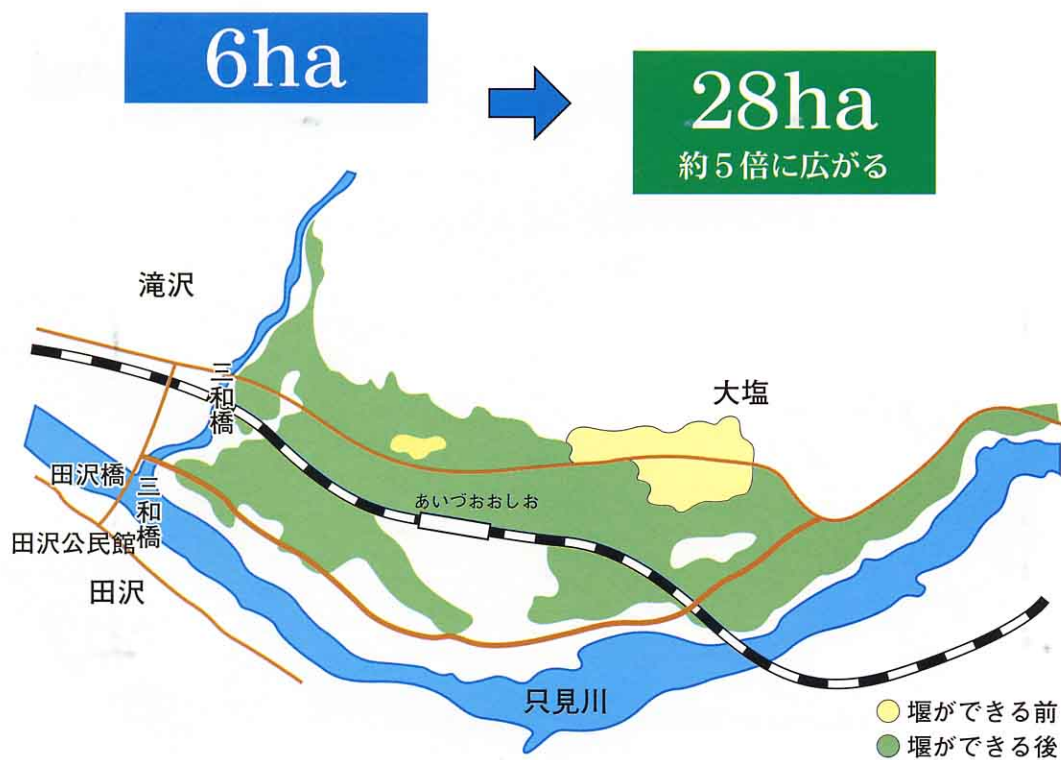 6ha
28ha
約5倍に広がる
滝沢
三和橋
大塩
田沢橋
三和橋
あいづおおしお
田沢公民館
田沢
只見川
堰ができる前
堰ができる後